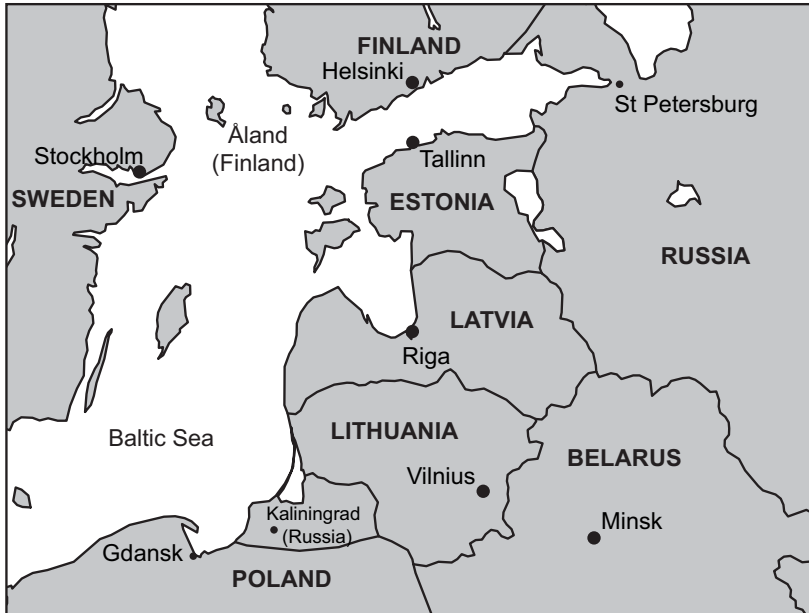 FINLAND
Helsinki
St Petersburg
Åland
(Finland)
Stockholm
Tallinn
SWEDEN
ESTONIA
RUSSIA
LATVIA
Riga
Baltic Sea
LITHUANIA
BELARUS
Vilnius
Kaliningrad
(Russia)
Minsk
Gdansk
POLAND